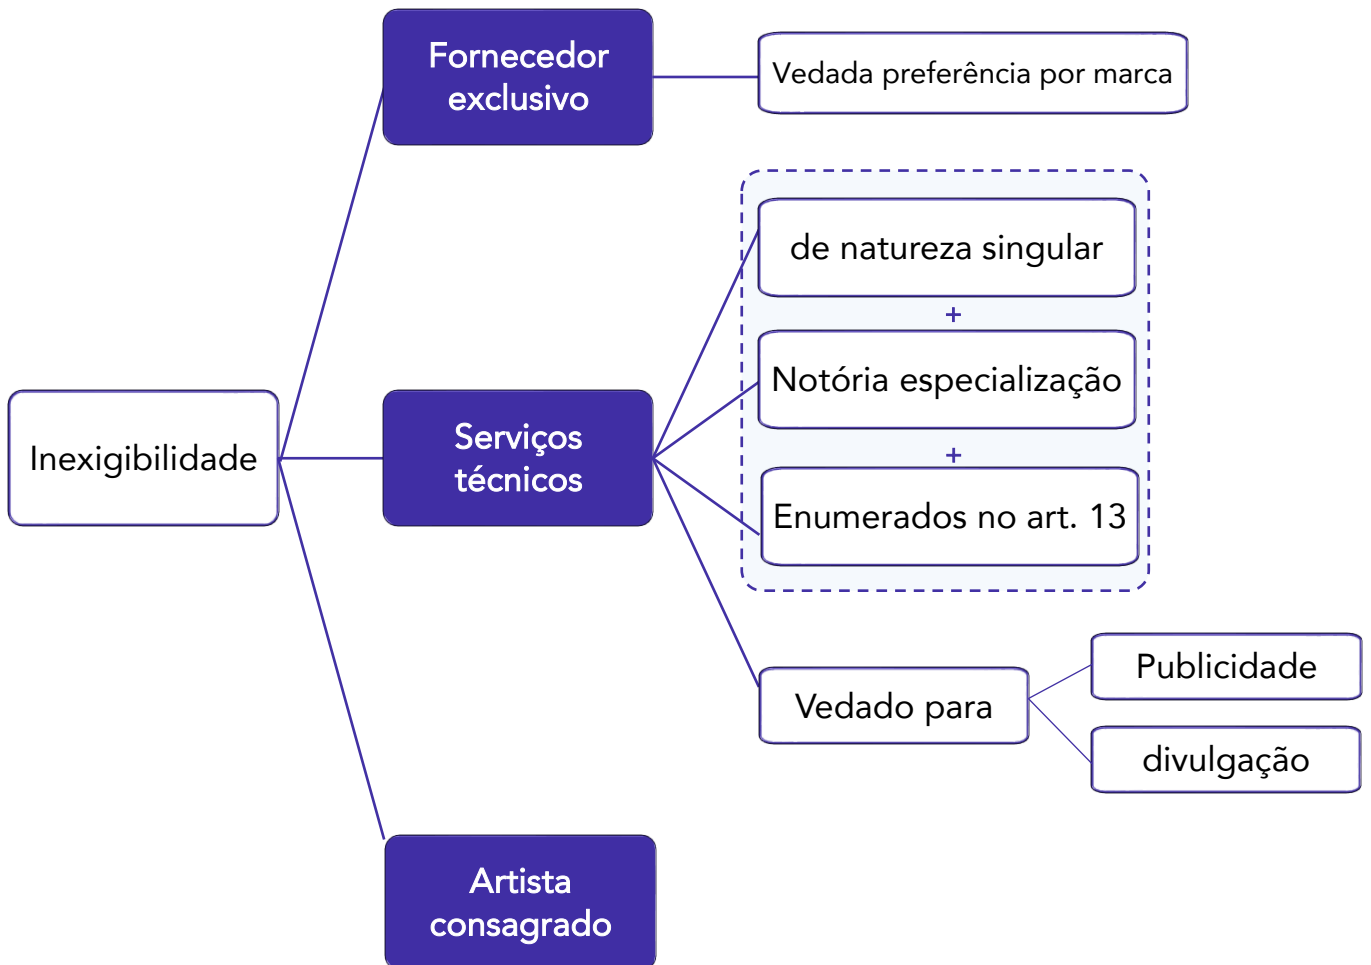 Fornecedor
exclusivo
Vedada preferência por marca
de natureza singular
+
Notória especialização
+
Enumerados no art. 13
Inexigibilidade
Serviços
técnicos
Vedado para
Publicidade
divulgação
Artista
consagrado